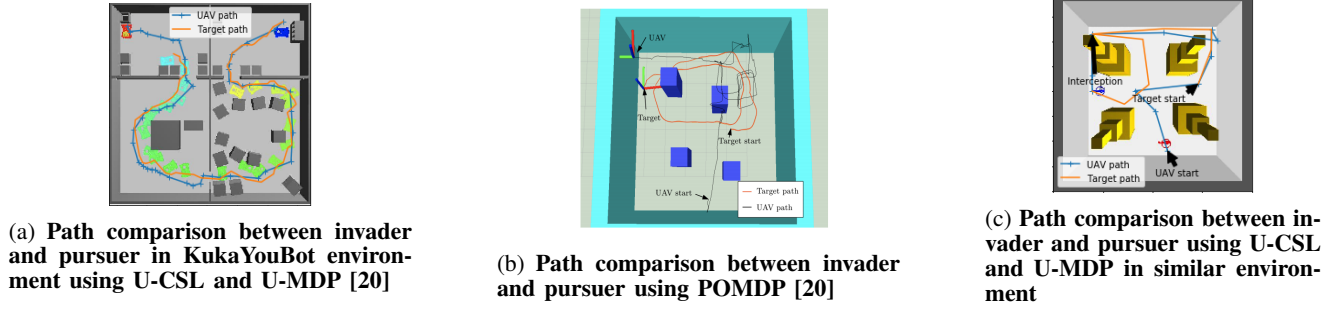 UAV path
Target path
(a) Path comparison between invader
and pursuer in KukaYouBot environ-
ment using U-CSL and U-MDP [20]
UAV
Target
Target start
UAV start
Target path
UAV path
(b) Path comparison between invader
and pursuer using POMDP [20]
Interception
Target start
UAV start
UAV path
Target path
(c) Path comparison between in-
vader and pursuer using U-CSL
and U-MDP in similar environ-
ment